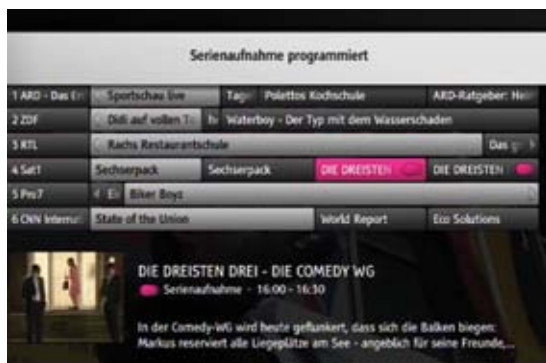 Serienaufnahme programmiert
1 ARD - Das Er Sportschau live Tage Polettos Kochschule ARD-Ratgeber: Hei
2 ZDF Didi auf vollen To Waterboy - Der Typ mit dem Wasserschaden
3 RTL Rachs Restaurantschule Das
4 Sat1 Sechserpack Sechserpack DIE DREISTEN DIE DREISTEN
5 Pro7 Biker Boyz
6 CNN Internat State of the Union World Report Eco Solutions
DIE DREISTEN DREI - DIE COMEDY WG
Serienaufnahme - 16:00 - 16:30
In der Comedy-WG wird heute geflunkert, dass sich die Balken biegen:
Markus reserviert alle Liegeplätze am See - angeblich für seine Freunde,...